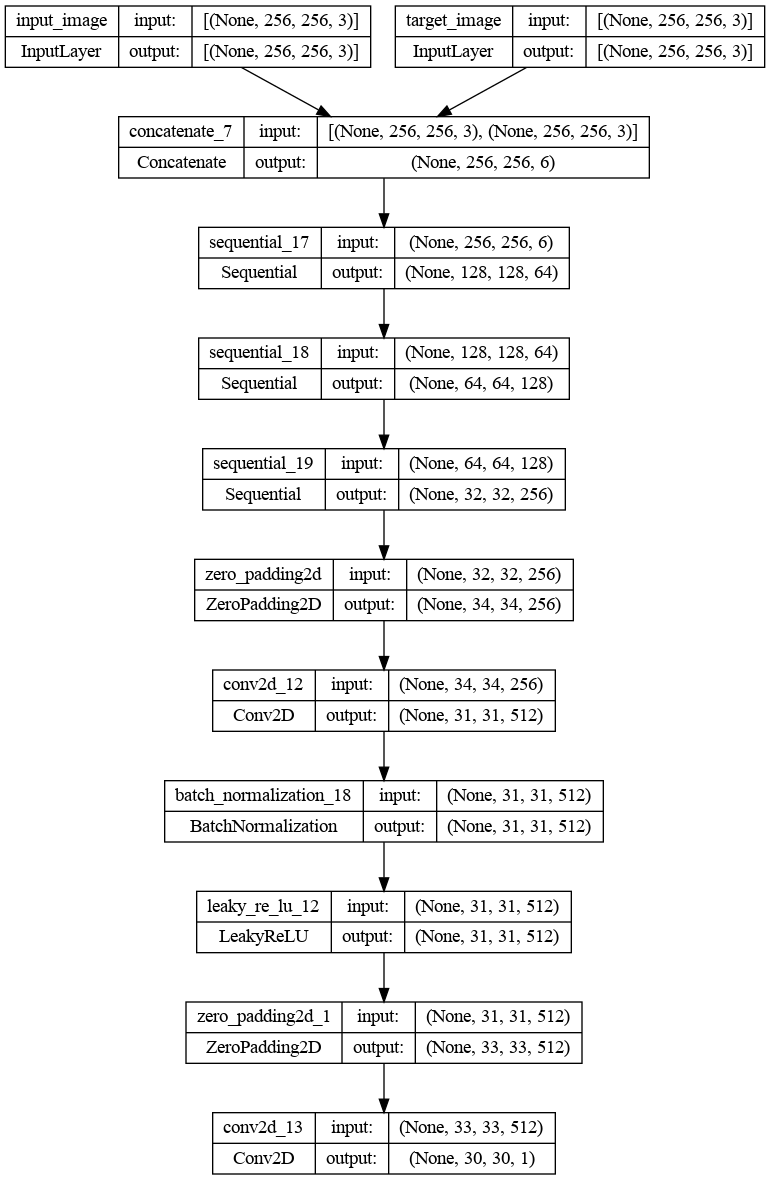 input_image input: [(None, 256, 256, 3)]
InputLayer output: [(None, 256, 256, 3)]
target_image input: [(None, 256, 256, 3)]
InputLayer output: [(None, 256, 256, 3)]
concatenate_7 input: [(None, 256, 256, 3), (None, 256, 256, 3)]
Concatenate output: (None, 256, 256, 6)
sequential_17 input: (None, 256, 256, 6)
Sequential output: (None, 128, 128, 64)
sequential_18 input: (None, 128, 128, 64)
Sequential output: (None, 64, 64, 128)
sequential_19 input: (None, 64, 64, 128)
Sequential output: (None, 32, 32, 256)
zero_padding2d input: (None, 32, 32, 256)
ZeroPadding2D output: (None, 34, 34, 256)
conv2d_12 input: (None, 34, 34, 256)
Conv2D output: (None, 31, 31, 512)
batch_normalization_18 input: (None, 31, 31, 512)
BatchNormalization output: (None, 31, 31, 512)
leaky_re_lu_12 input: (None, 31, 31, 512)
LeakyReLU output: (None, 31, 31, 512)
zero_padding2d_1 input: (None, 31, 31, 512)
ZeroPadding2D output: (None, 33, 33, 512)
conv2d_13 input: (None, 33, 33, 512)
Conv2D output: (None, 30, 30, 1)